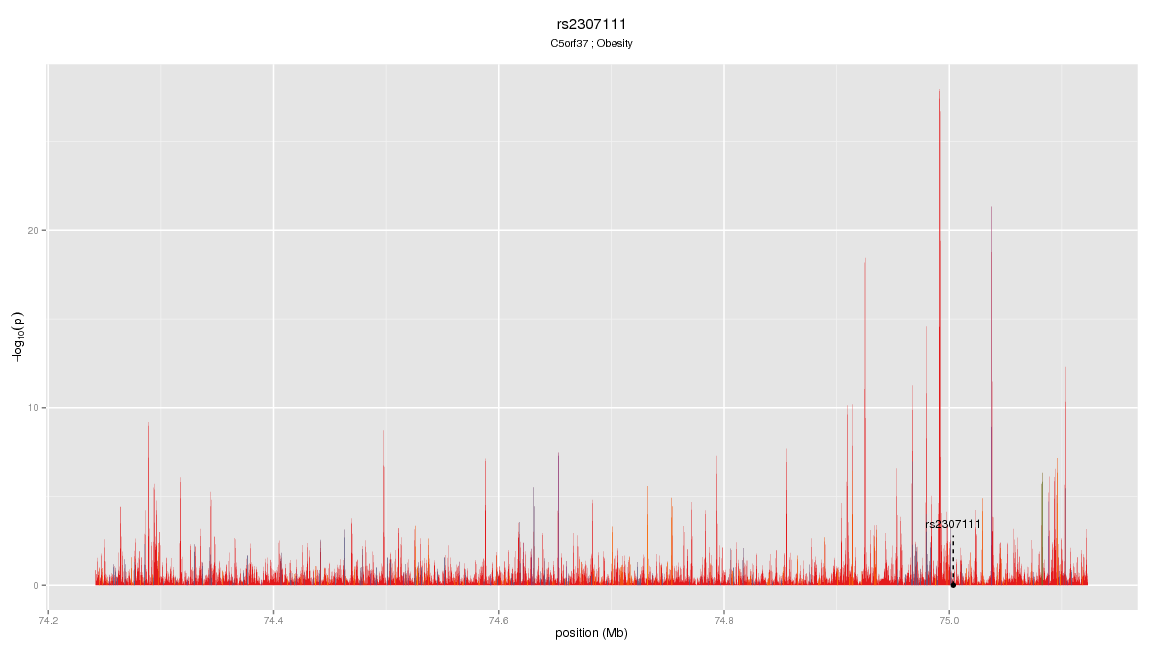 rs2307111
C5orf37 ; Obesity
−log10(p)
20
10
0
rs2307111
74.2 74.4 74.6 74.8 75.0
position (Mb)